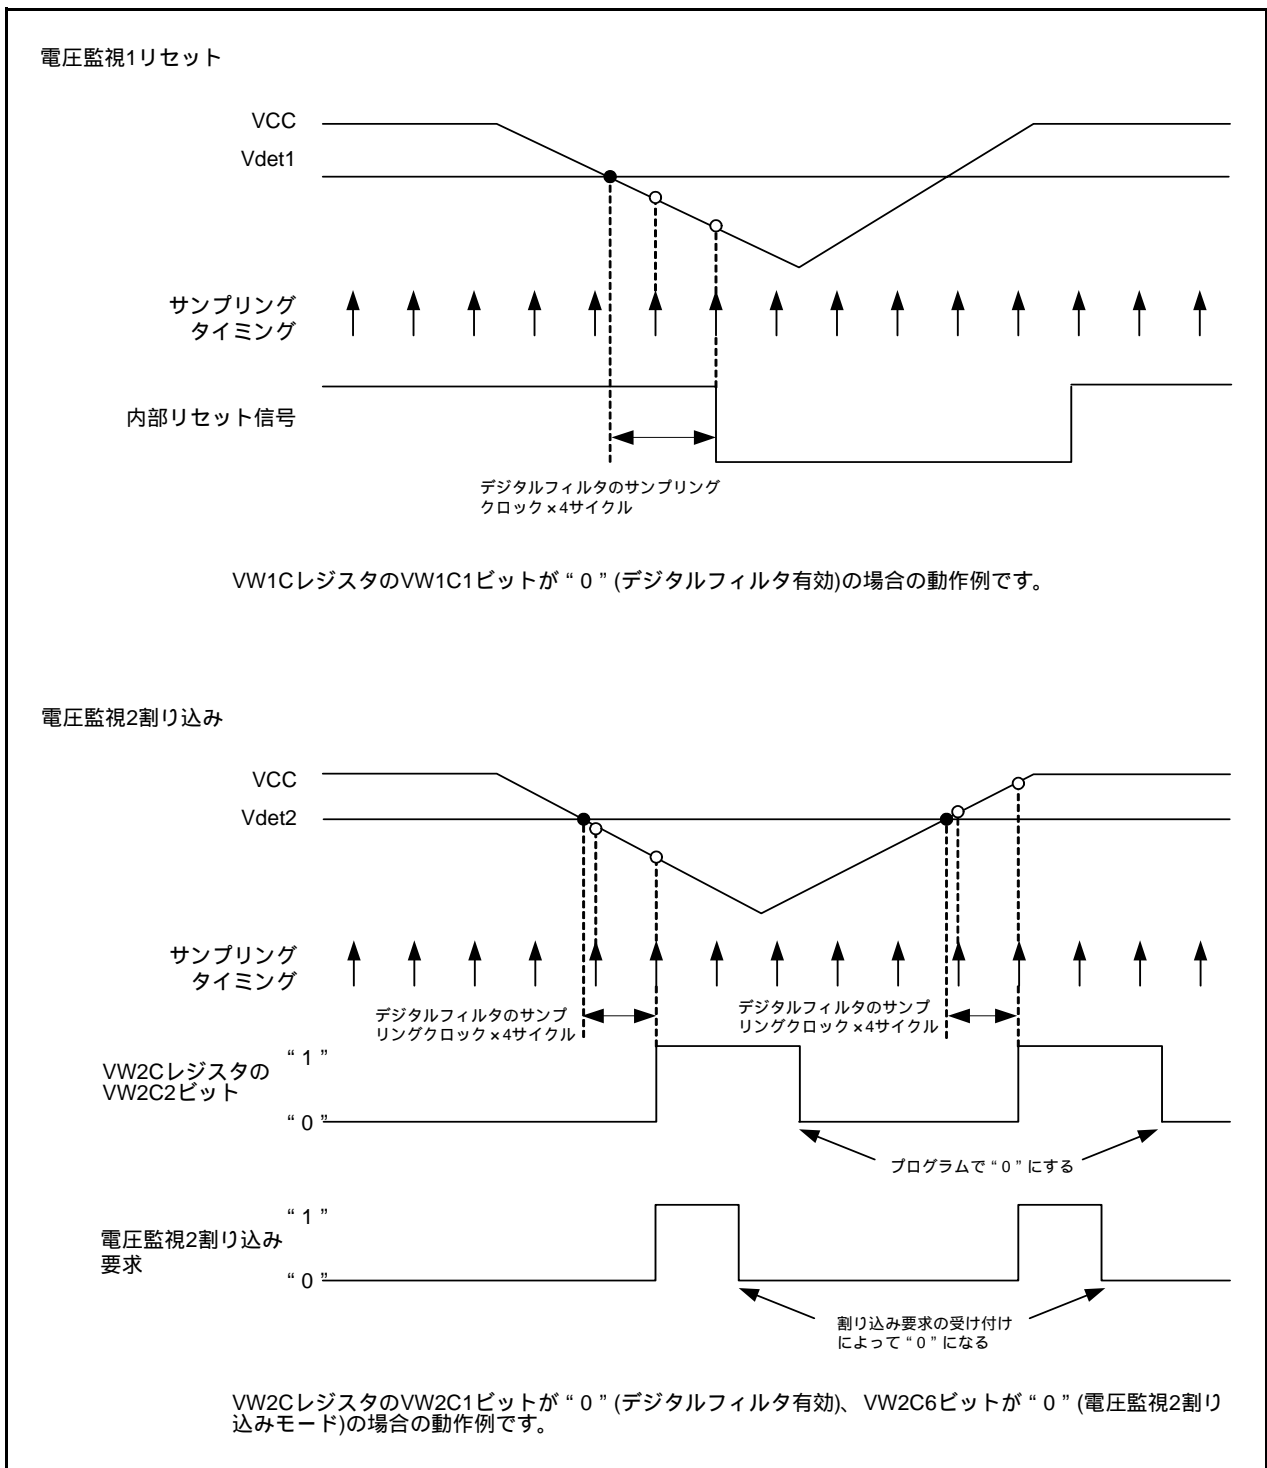 電圧監視1リセット
VCC
Vdet1
サンプリング
タイミング
内部リセット信号
デジタルフィルタのサンプリング
クロック×4サイクル
VW1CレジスタのVW1C1ビットが“0”(デジタルフィルタ有効)の場合の動作例です。
電圧監視2割り込み
VCC
Vdet2
サンプリング
タイミング
デジタルフィルタのサンプ
リングクロック×4サイクル
デジタルフィルタのサンプ
リングクロック×4サイクル
“1”
VW2Cレジスタの
VW2C2ビット
“0”
プログラムで“0”にする
“1”
電圧監視2割り込み
要求
“0”
割り込み要求の受け付け
によって“0”になる
VW2CレジスタのVW2C1ビットが“0”(デジタルフィルタ有効)、VW2C6ビットが“0”(電圧監視2割り
込みモード)の場合の動作例です。